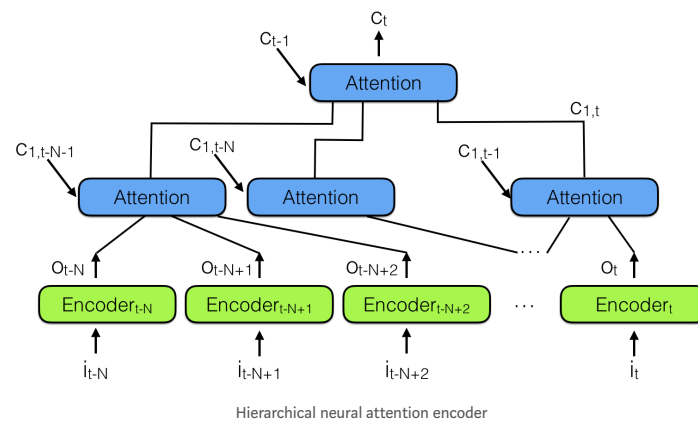 Cₜ
Cₜ₋₁
Attention
C₁,ₜ
C₁,ₜ₋N₋₁
C₁,ₜ₋N
C₁,ₜ₋₁
Attention Attention Attention
Oₜ₋N Oₜ₋N₊₁ Oₜ₋N₊₂ ... Oₜ
Encoderₜ₋N Encoderₜ₋N₊₁ Encoderₜ₋N₊₂ ... Encoderₜ
iₜ₋N iₜ₋N₊₁ iₜ₋N₊₂ iₜ
Hierarchical neural attention encoder